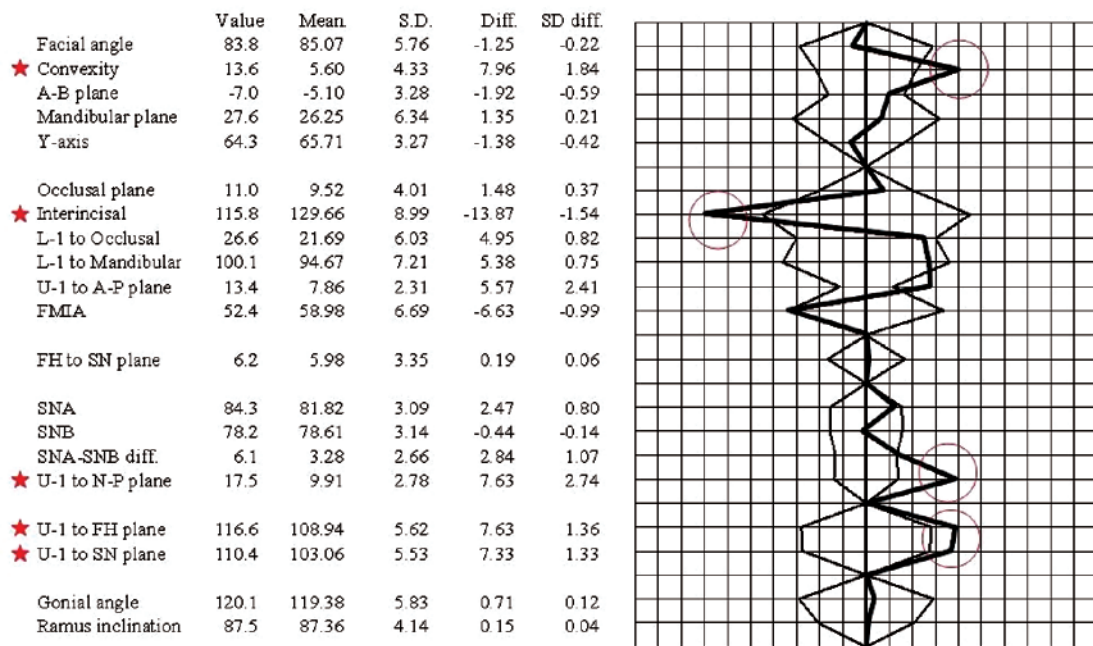 Value Mean S.D. Diff. SD diff.
Facial angle 83.8 85.07 5.76 -1.25 -0.22
Convexity 13.6 5.60 4.33 7.96 1.84
A-B plane -7.0 -5.10 3.28 -1.92 -0.59
Mandibular plane 27.6 26.25 6.34 1.35 0.21
Y-axis 64.3 65.71 3.27 -1.38 -0.42
Occlusal plane 11.0 9.52 4.01 1.48 0.37
Interincisal 115.8 129.66 8.99 -13.87 -1.54
L-1 to Occlusal 26.6 21.69 6.03 4.95 0.82
L-1 to Mandibular 100.1 94.67 7.21 5.38 0.75
U-1 to A-P plane 13.4 7.86 2.31 5.57 2.41
FMIA 52.4 58.98 6.69 -6.63 -0.99
FH to SN plane 6.2 5.98 3.35 0.19 0.06
SNA 84.3 81.82 3.09 2.47 0.80
SNB 78.2 78.61 3.14 -0.44 -0.14
SNA-SNB diff. 6.1 3.28 2.66 2.84 1.07
U-1 to N-P plane 17.5 9.91 2.78 7.63 2.74
U-1 to FH plane 116.6 108.94 5.62 7.63 1.36
U-1 to SN plane 110.4 103.06 5.53 7.33 1.33
Gonial angle 120.1 119.38 5.83 0.71 0.12
Ramus inclination 87.5 87.36 4.14 0.15 0.04